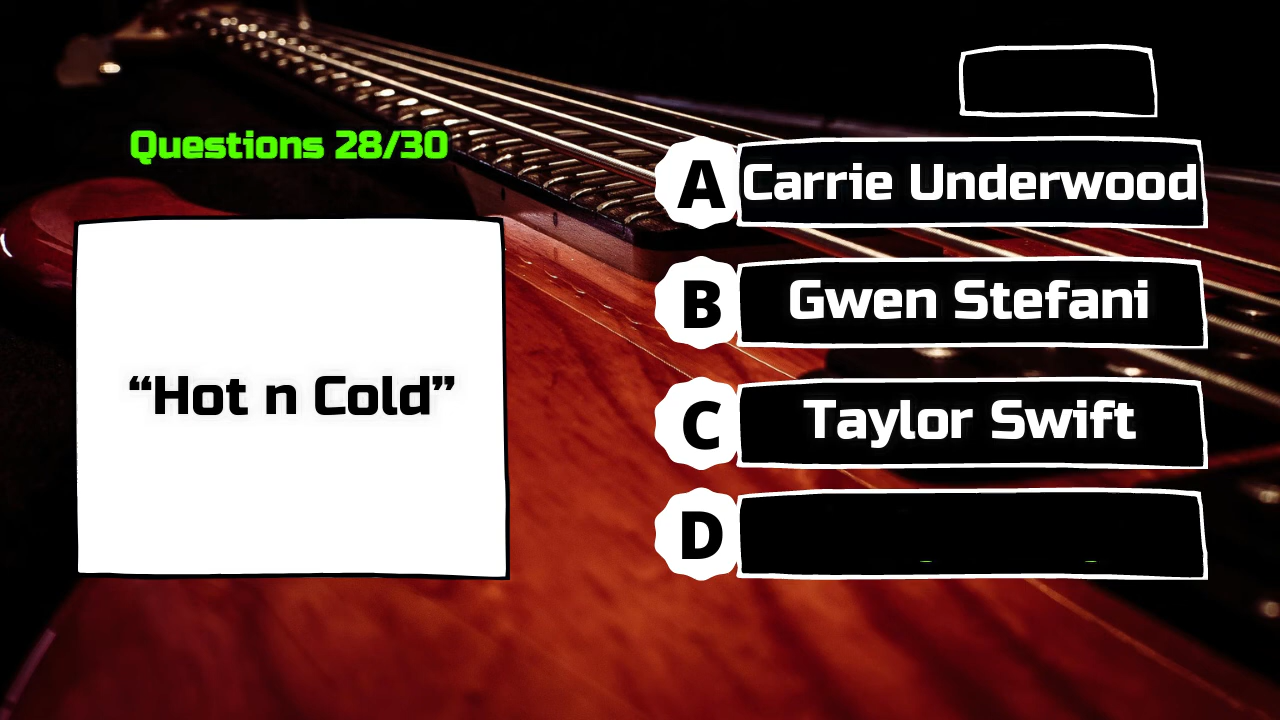 Questions 28/30
“Hot n Cold”
A Carrie Underwood
B Gwen Stefani
C Taylor Swift
D